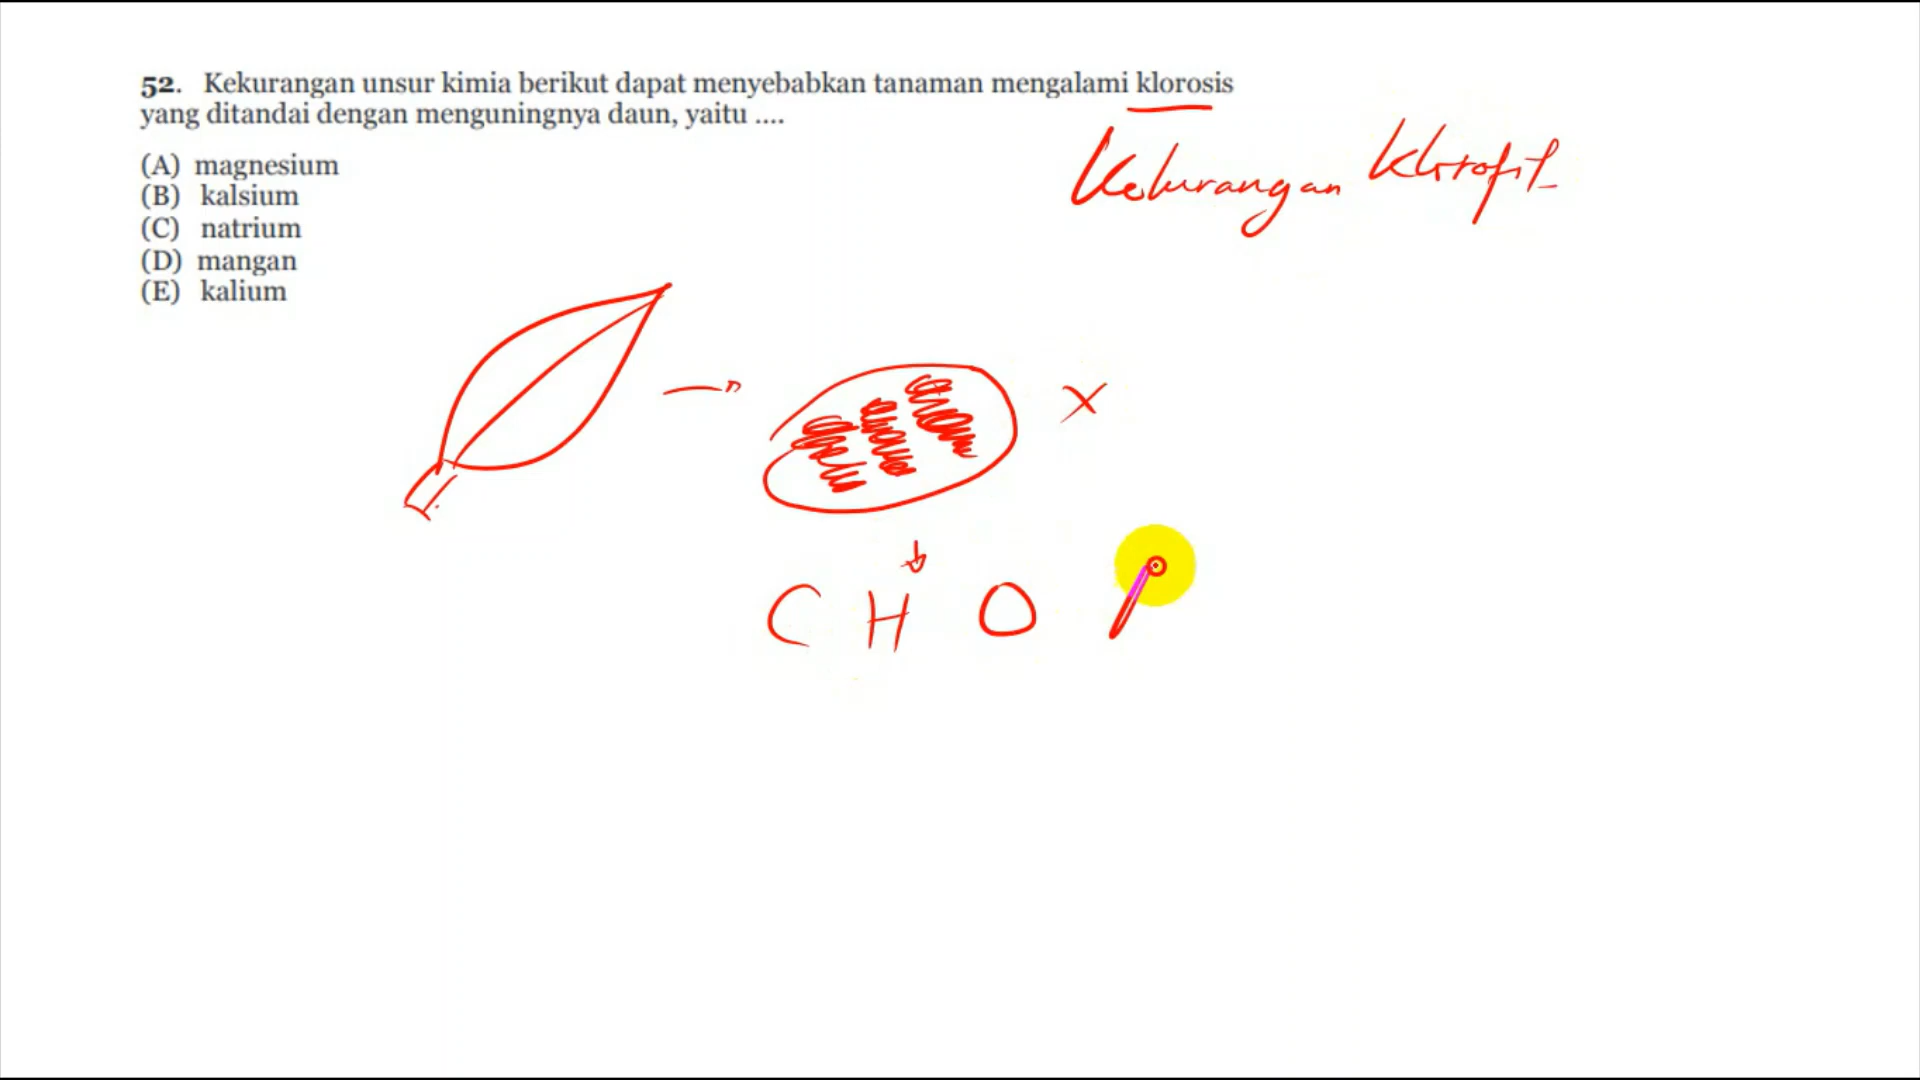 52. Kekurangan unsur kimia berikut dapat menyebabkan tanaman mengalami klorosis
yang ditandai dengan menguningnya daun, yaitu ....
(A) magnesium
(B) kalsium
(C) natrium
(D) mangan
(E) kalium
Kekurangan Klorofil
X
C H O